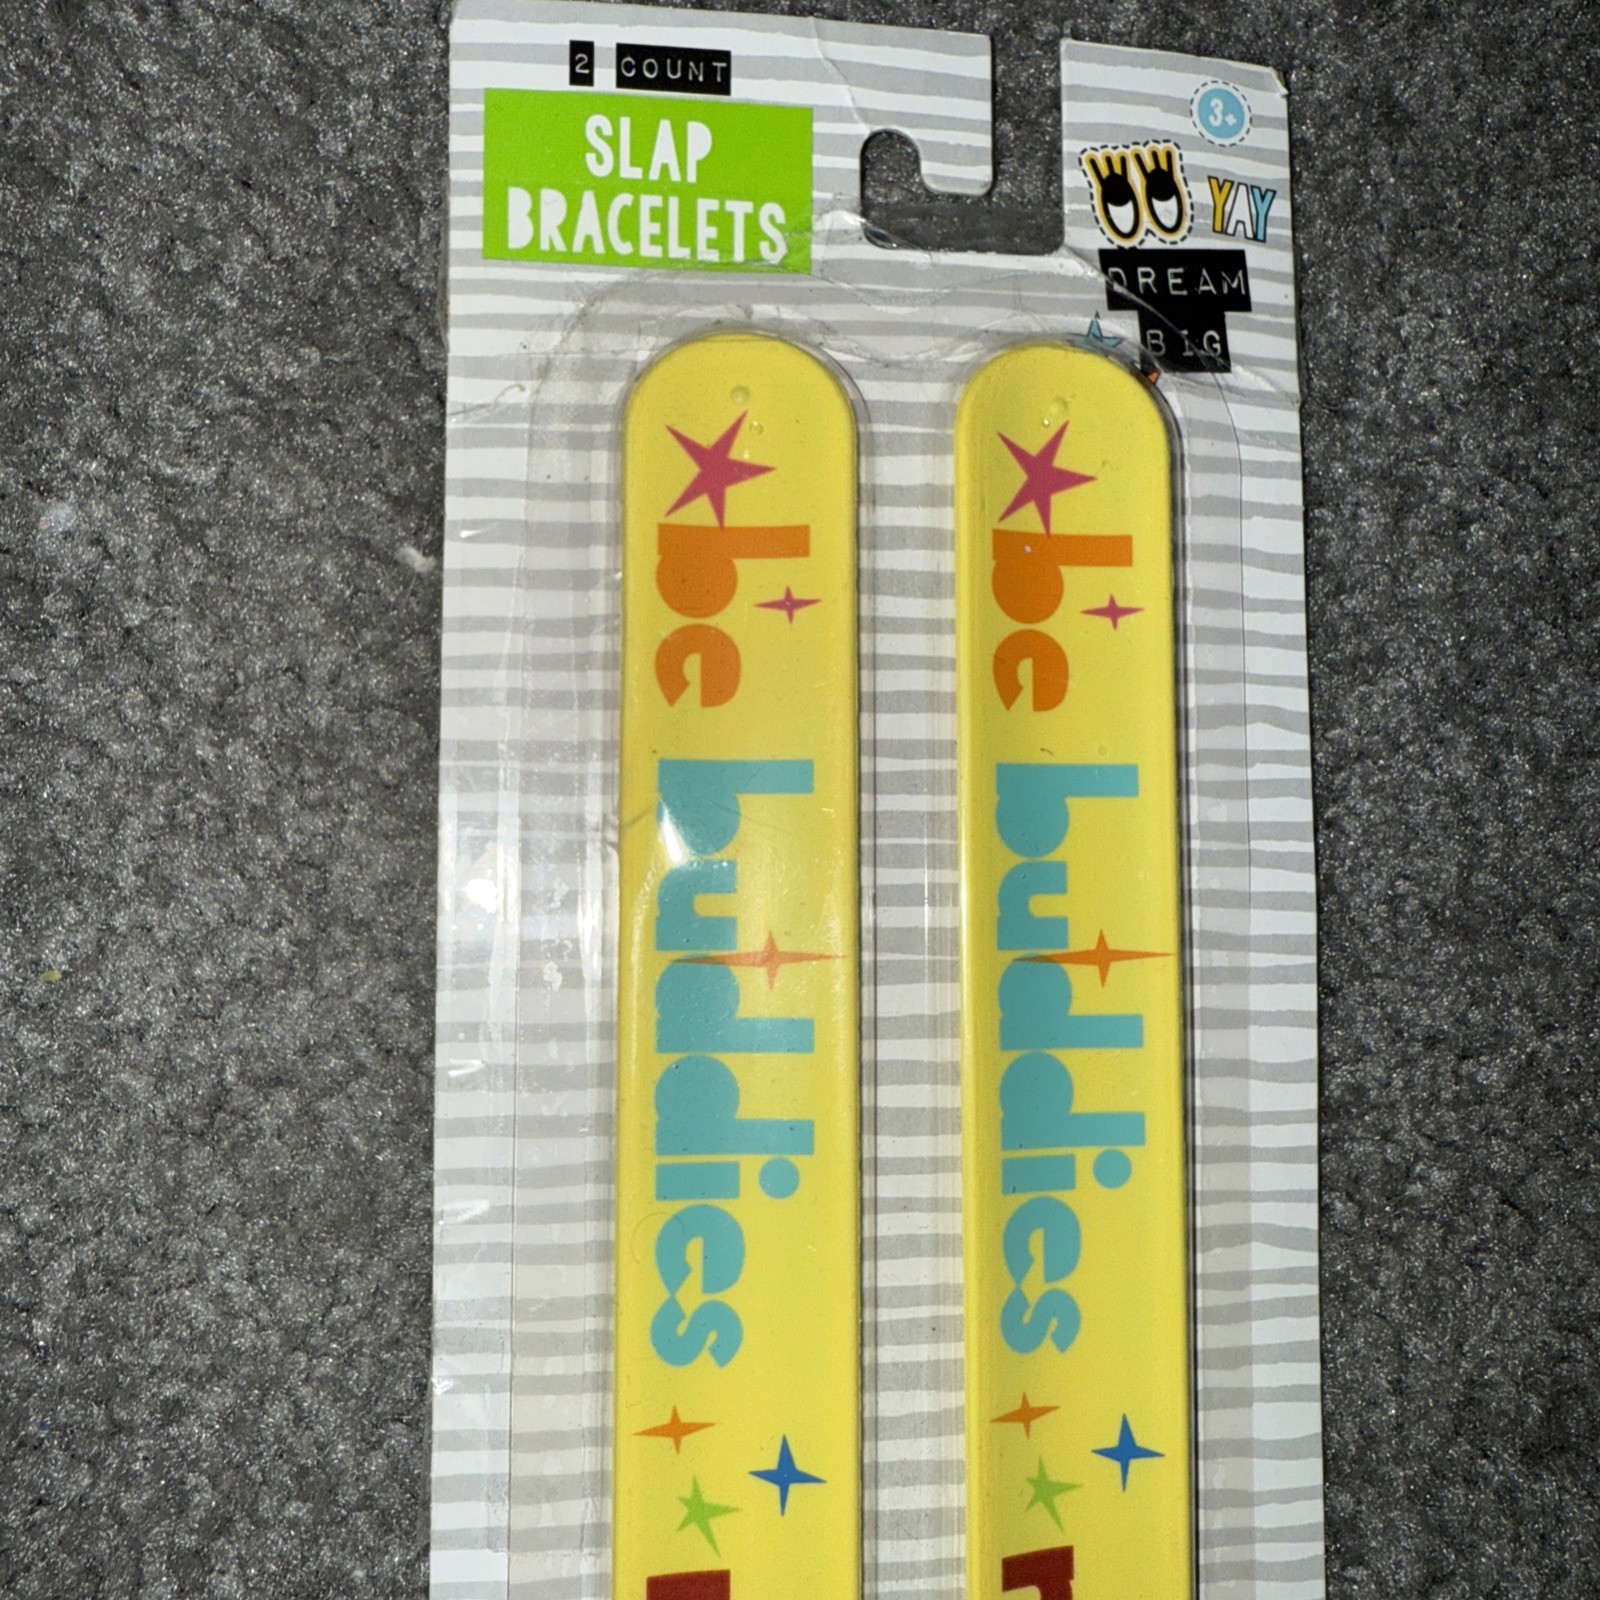 2 COUNT
SLAP
BRACELETS
3+
YAY
DREAM
BIG
be buddies
be buddies